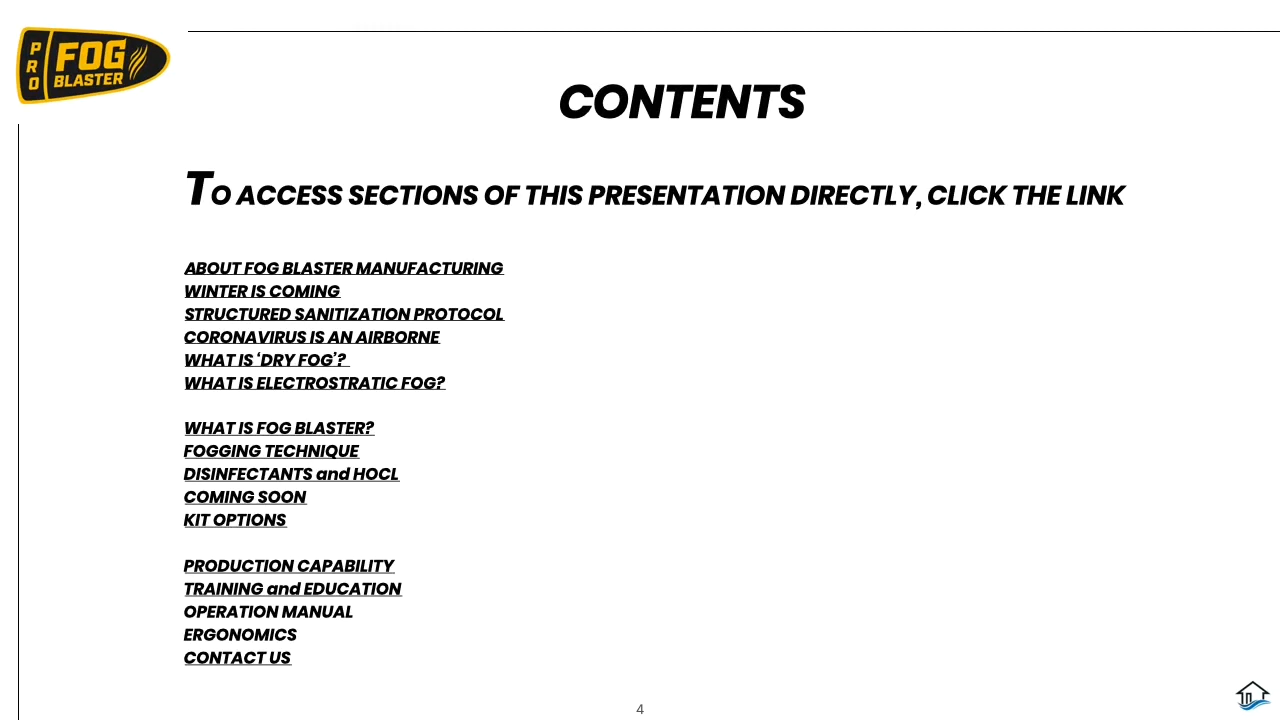 PRO
FOG
BLASTER
CONTENTS
TO ACCESS SECTIONS OF THIS PRESENTATION DIRECTLY, CLICK THE LINK
ABOUT FOG BLASTER MANUFACTURING
WINTER IS COMING
STRUCTURED SANITIZATION PROTOCOL
CORONAVIRUS IS AN AIRBORNE
WHAT IS ‘DRY FOG’?
WHAT IS ELECTROSTRATIC FOG?
WHAT IS FOG BLASTER?
FOGGING TECHNIQUE
DISINFECTANTS and HOCL
COMING SOON
KIT OPTIONS
PRODUCTION CAPABILITY
TRAINING and EDUCATION
OPERATION MANUAL
ERGONOMICS
CONTACT US
4